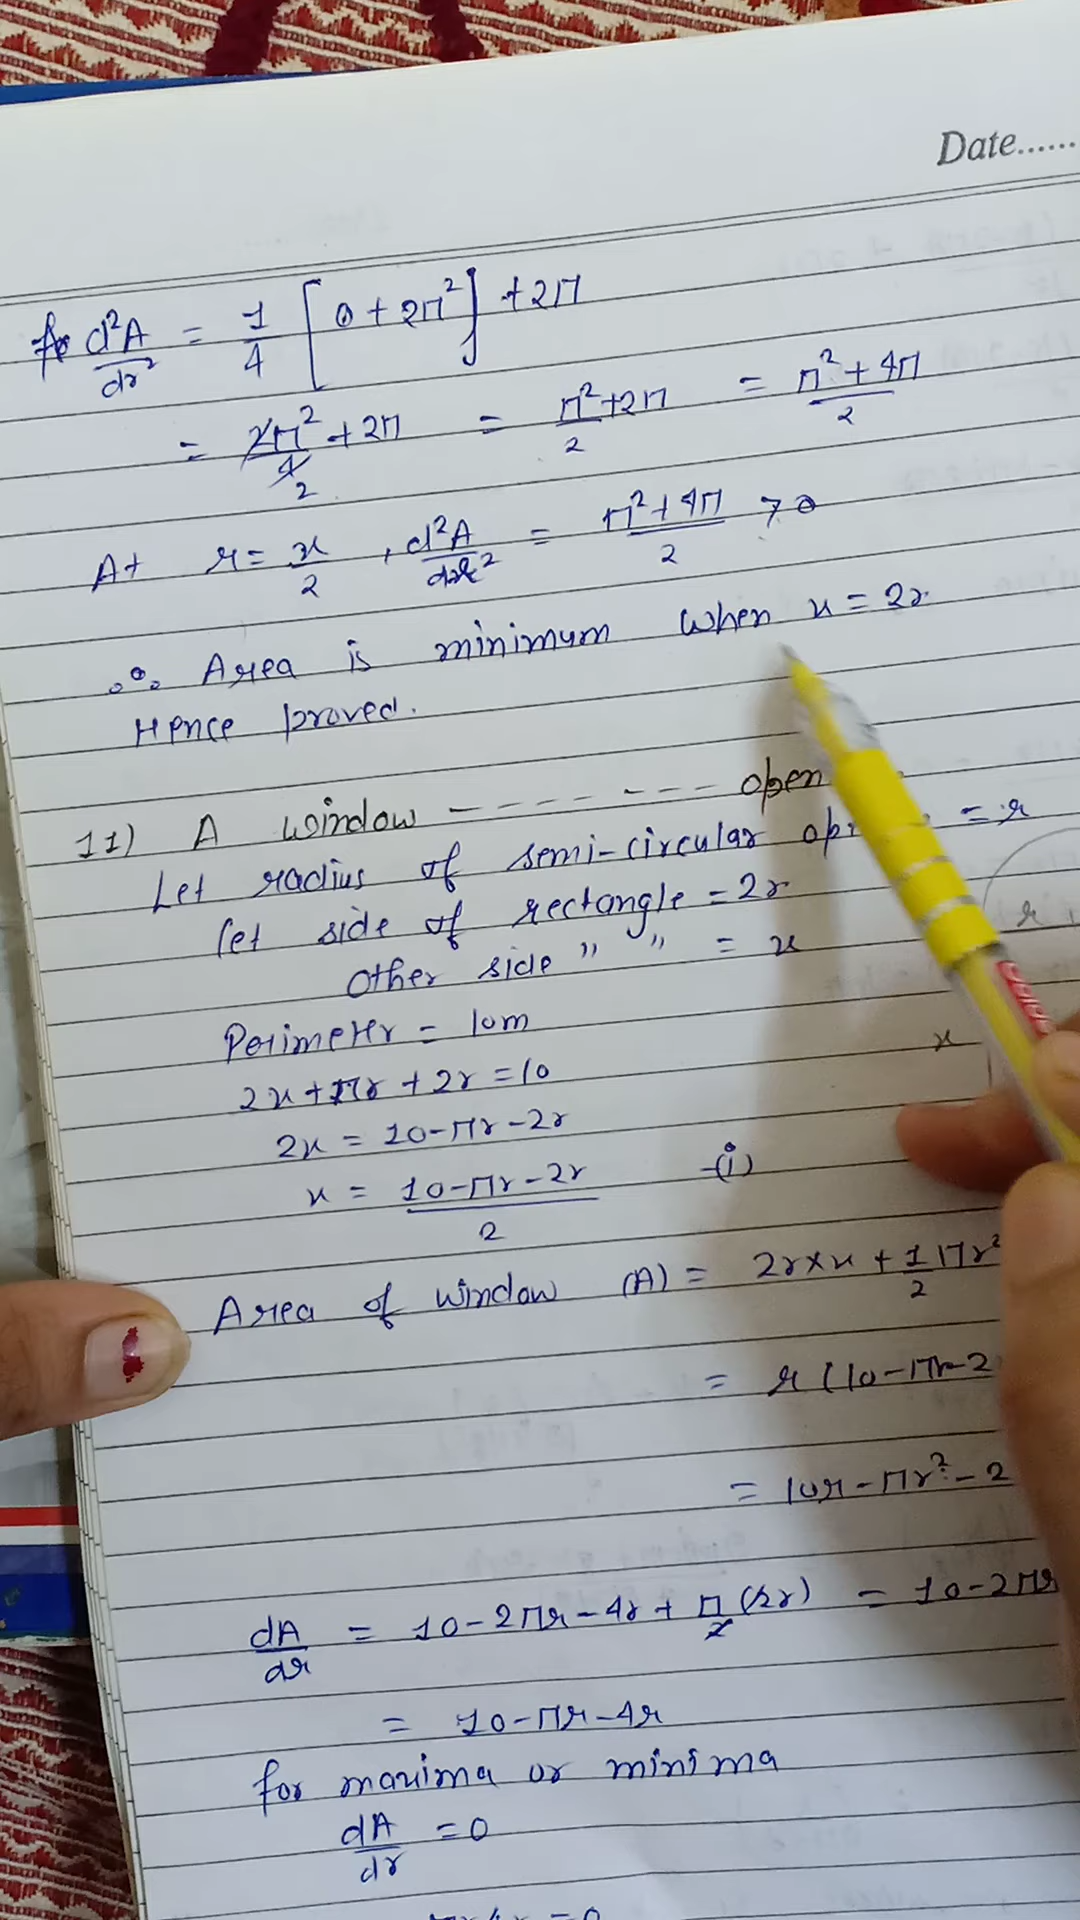 Date......
d²A/dr² = 1/4 [0 + 2π²] + 2π
= 2π²/4 + 2π = π²/2 + 2π = π² + 4π/2
2
At r = x/2 , d²A/dr² = π² + 4π/2 > 0
∴ Area is minimum when x = 2r
Hence proved.
11) A window - - - - - - - - open
Let radius of semi-circular = r
let side of rectangle = 2r
r
Other side " " = x
Perimeter = 10m
x
2x + πr + 2r = 10
2x = 10 - πr - 2r
x = 10 - πr - 2r/2 -(i)
Area of window (A) = 2r × x + 1/2 πr²
= r (10 - πr - 2
= 10r - πr² - 2
dA/dr = 10 - 2πr - 4r + π/2 (2r) = 10 - 2πr
= 10 - πr - 4r
for maxima or minima
dA/dr = 0
= 0